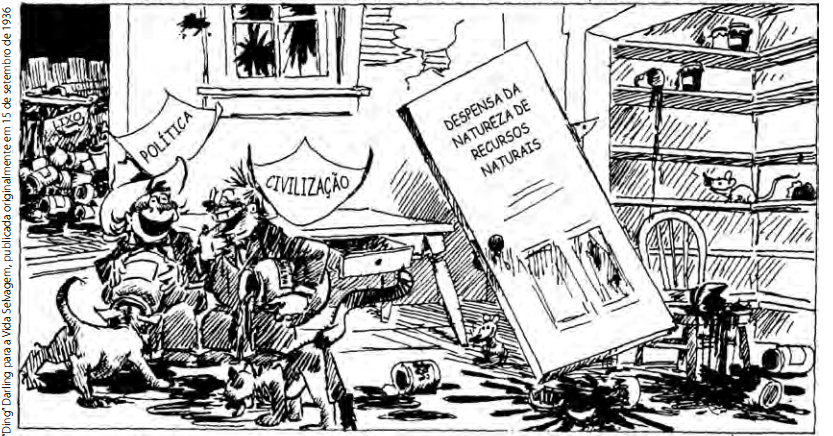 "Ding" Darling para a Vida Selvagem, publicada originalmente em 15 de setembro de 1936
LIXO
POLÍTICA
CIVILIZAÇÃO
DESPENSA DA
NATUREZA DE
RECURSOS
NATURAIS